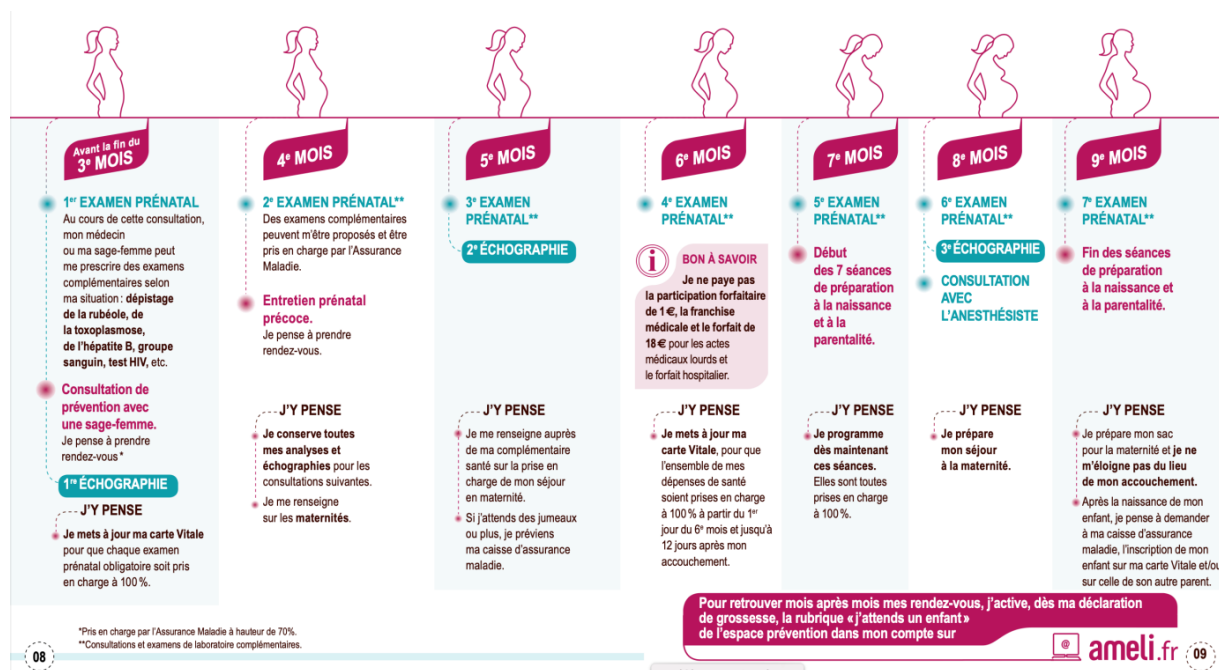 Avant la fin du
3e MOIS
1er EXAMEN PRÉNATAL
Au cours de cette consultation,
mon médecin
ou ma sage-femme peut
me prescrire des examens
complémentaires selon
ma situation : dépistage
de la rubéole, de
la toxoplasmose,
de l'hépatite B, groupe
sanguin, test HIV, etc.
Consultation de
prévention avec
une sage-femme.
Je pense à prendre
rendez-vous*
1re ÉCHOGRAPHIE
J'Y PENSE
Je mets à jour ma carte Vitale
pour que chaque examen
prénatal obligatoire soit pris
en charge à 100 %.
4e MOIS
2e EXAMEN PRÉNATAL**
Des examens complémentaires
peuvent m'être proposés et être
pris en charge par l'Assurance
Maladie.
Entretien prénatal
précoce.
Je pense à prendre
rendez-vous.
J'Y PENSE
Je conserve toutes
mes analyses et
échographies pour les
consultations suivantes.
Je me renseigne
sur les maternités.
5e MOIS
3e EXAMEN
PRÉNATAL**
2e ÉCHOGRAPHIE
J'Y PENSE
Je me renseigne auprès
de ma complémentaire
santé sur la prise en
charge de mon séjour
en maternité.
Si j'attends des jumeaux
ou plus, je préviens
ma caisse d'assurance
maladie.
6e MOIS
4e EXAMEN
PRÉNATAL**
i
BON À SAVOIR
Je ne paye pas
la participation forfaitaire
de 1 €, la franchise
médicale et le forfait de
18 € pour les actes
médicaux lourds et
le forfait hospitalier.
J'Y PENSE
Je mets à jour ma
carte Vitale, pour que
l'ensemble de mes
dépenses de santé
soient prises en charge
à 100 % à partir du 1er
jour du 6e mois et jusqu'à
12 jours après mon
accouchement.
7e MOIS
5e EXAMEN
PRÉNATAL**
Début
des 7 séances
de préparation
à la naissance
et à la
parentalité.
J'Y PENSE
Je programme
dès maintenant
ces séances.
Elles sont toutes
prises en charge
à 100 %.
8e MOIS
6e EXAMEN
PRÉNATAL**
3e ÉCHOGRAPHIE
CONSULTATION
AVEC
L'ANESTHÉSISTE
J'Y PENSE
Je prépare
mon séjour
à la maternité.
9e MOIS
7e EXAMEN
PRÉNATAL**
Fin des séances
de préparation
à la naissance et
à la parentalité.
J'Y PENSE
Je prépare mon sac
pour la maternité et je ne
m'éloigne pas du lieu
de mon accouchement.
Après la naissance de mon
enfant, je pense à demander
à ma caisse d'assurance
maladie, l'inscription de mon
enfant sur ma carte Vitale et/ou
sur celle de son autre parent.
Pour retrouver mois après mois mes rendez-vous, j'active, dès ma déclaration
de grossesse, la rubrique « j'attends un enfant »
de l'espace prévention dans mon compte sur
@ ameli.fr
*Pris en charge par l'Assurance Maladie à hauteur de 70%.
**Consultations et examens de laboratoire complémentaires.
08
09